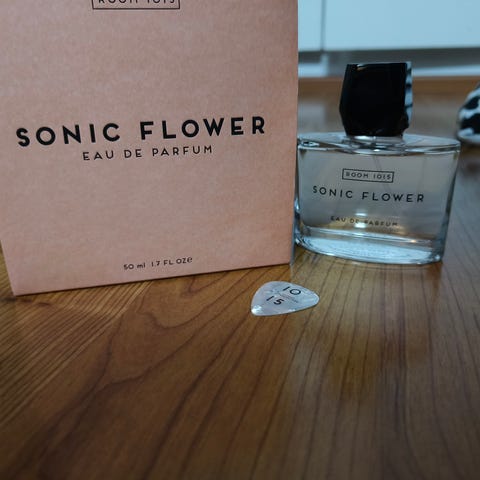 ROOM 1015
SONIC FLOWER
EAU DE PARFUM
50 ml 1.7 FL OZ e
ROOM 1015
SONIC FLOWER
EAU DE PARFUM
10
15